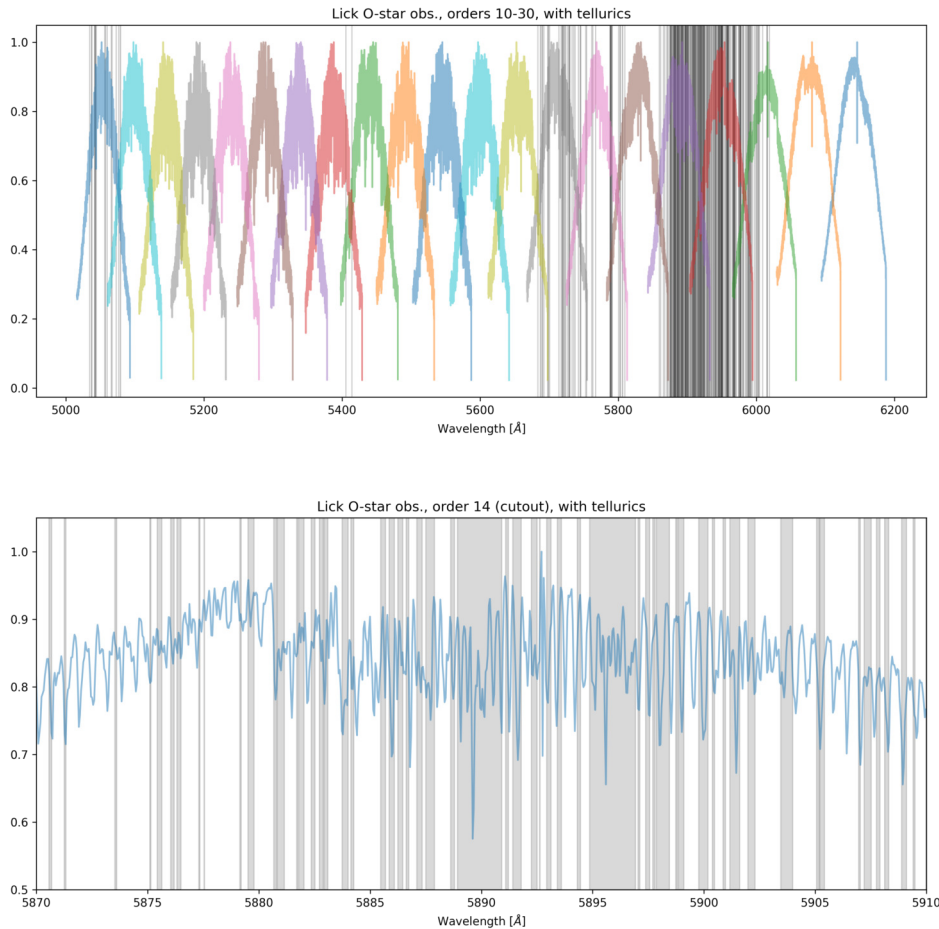 Lick O-star obs., orders 10-30, with tellurics
1.0
0.8
0.6
0.4
0.2
0.0
5000 5200 5400 5600 5800 6000 6200
Wavelength [Å]
Lick O-star obs., order 14 (cutout), with tellurics
1.0
0.9
0.8
0.7
0.6
0.5
5870 5875 5880 5885 5890 5895 5900 5905 5910
Wavelength [Å]